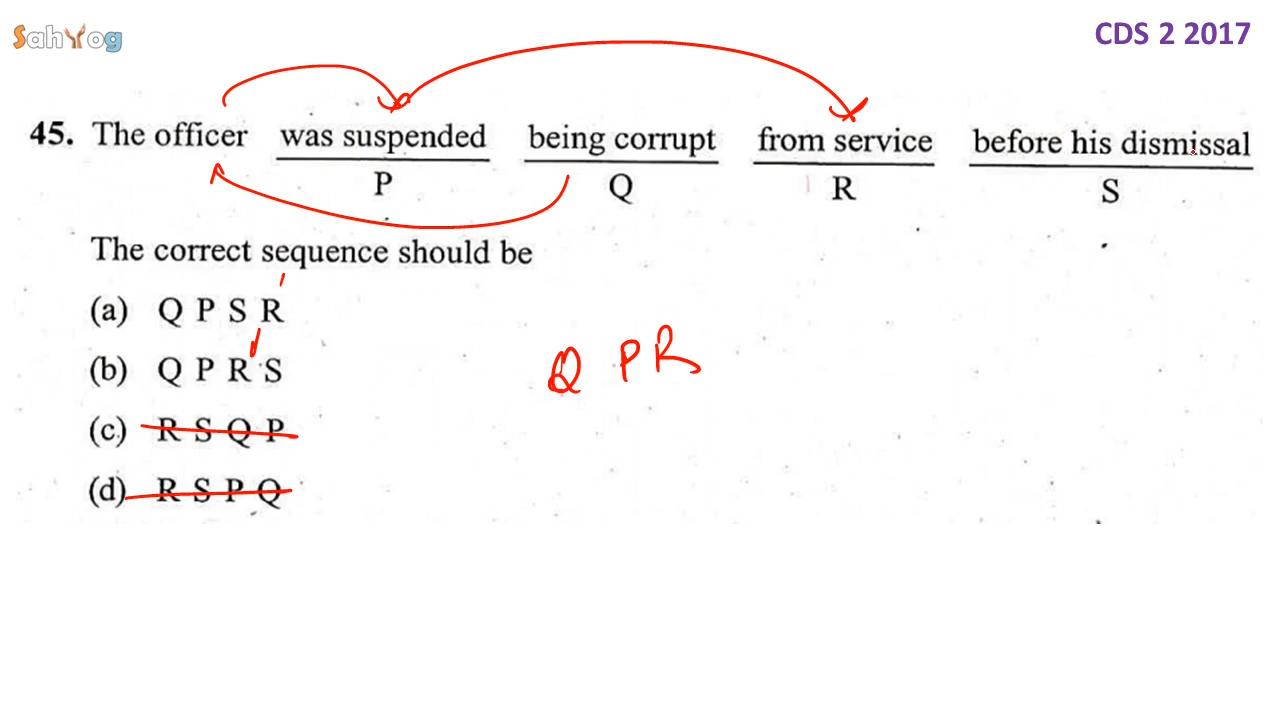 SahYog
CDS 2 2017
45. The officer was suspended being corrupt from service before his dismissal
P Q R S
The correct sequence should be
(a) Q P S R
(b) Q P R S
(c) R S Q P
(d) R S P Q
Q P R